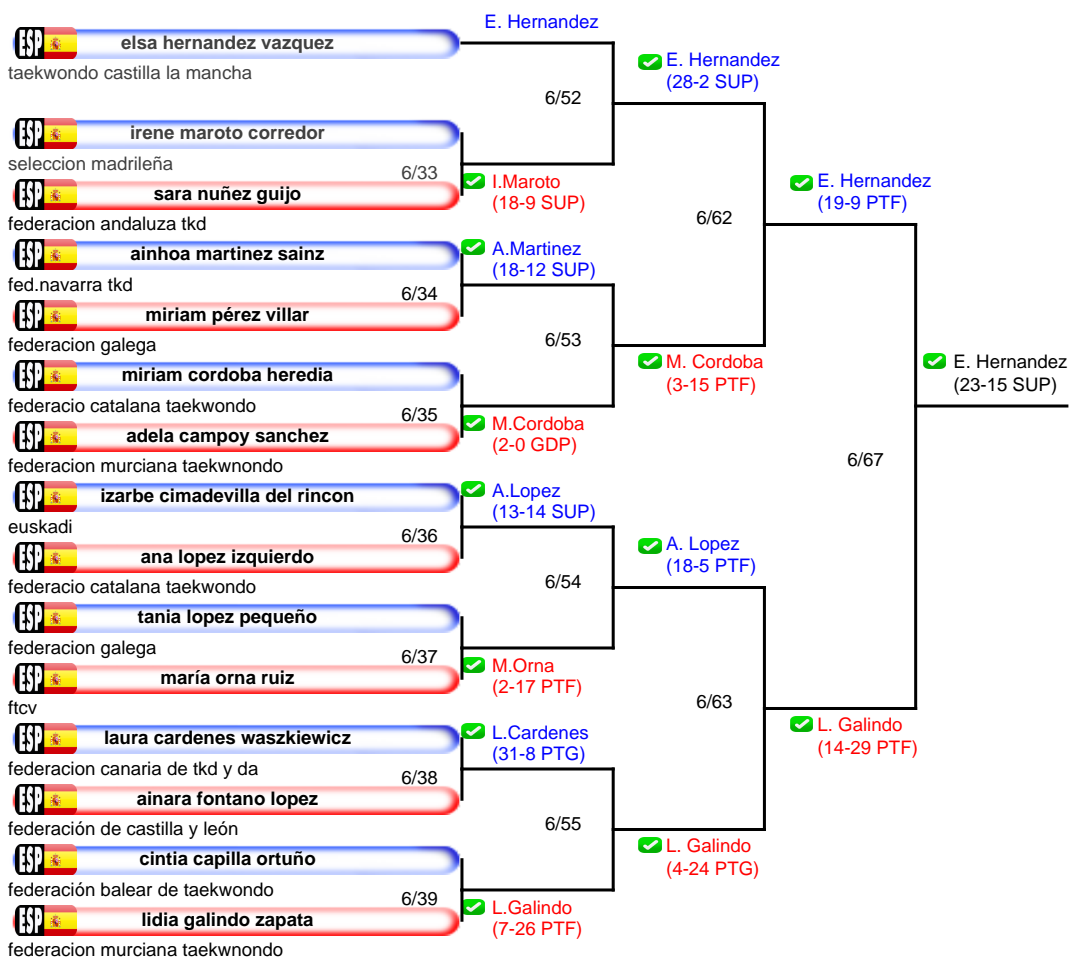 E. Hernandez
ESP elsa hernandez vazquez
taekwondo castilla la mancha
E. Hernandez
(28-2 SUP)
6/52
ESP irene maroto corredor
seleccion madrileña
6/33
I.Maroto
(18-9 SUP)
ESP sara nuñez guijo
federacion andaluza tkd
E. Hernandez
(19-9 PTF)
6/62
ESP ainhoa martinez sainz
fed.navarra tkd
A.Martinez
(18-12 SUP)
6/34
ESP miriam pérez villar
federacion galega
6/53
M. Cordoba
(3-15 PTF)
ESP miriam cordoba heredia
federacio catalana taekwondo
6/35
M.Cordoba
(2-0 GDP)
ESP adela campoy sanchez
federacion murciana taekwnondo
E. Hernandez
(23-15 SUP)
6/67
ESP izarbe cimadevilla del rincon
euskadi
A.Lopez
(13-14 SUP)
6/36
ESP ana lopez izquierdo
federacio catalana taekwondo
A. Lopez
(18-5 PTF)
6/54
ESP tania lopez pequeño
federacion galega
6/37
M.Orna
(2-17 PTF)
ESP maría orna ruiz
ftcv
6/63
L. Galindo
(14-29 PTF)
ESP laura cardenes waszkiewicz
federacion canaria de tkd y da
L.Cardenes
(31-8 PTG)
6/38
ESP ainara fontano lopez
federación de castilla y león
6/55
L. Galindo
(4-24 PTG)
ESP cintia capilla ortuño
federación balear de taekwondo
6/39
L.Galindo
(7-26 PTF)
ESP lidia galindo zapata
federacion murciana taekwnondo